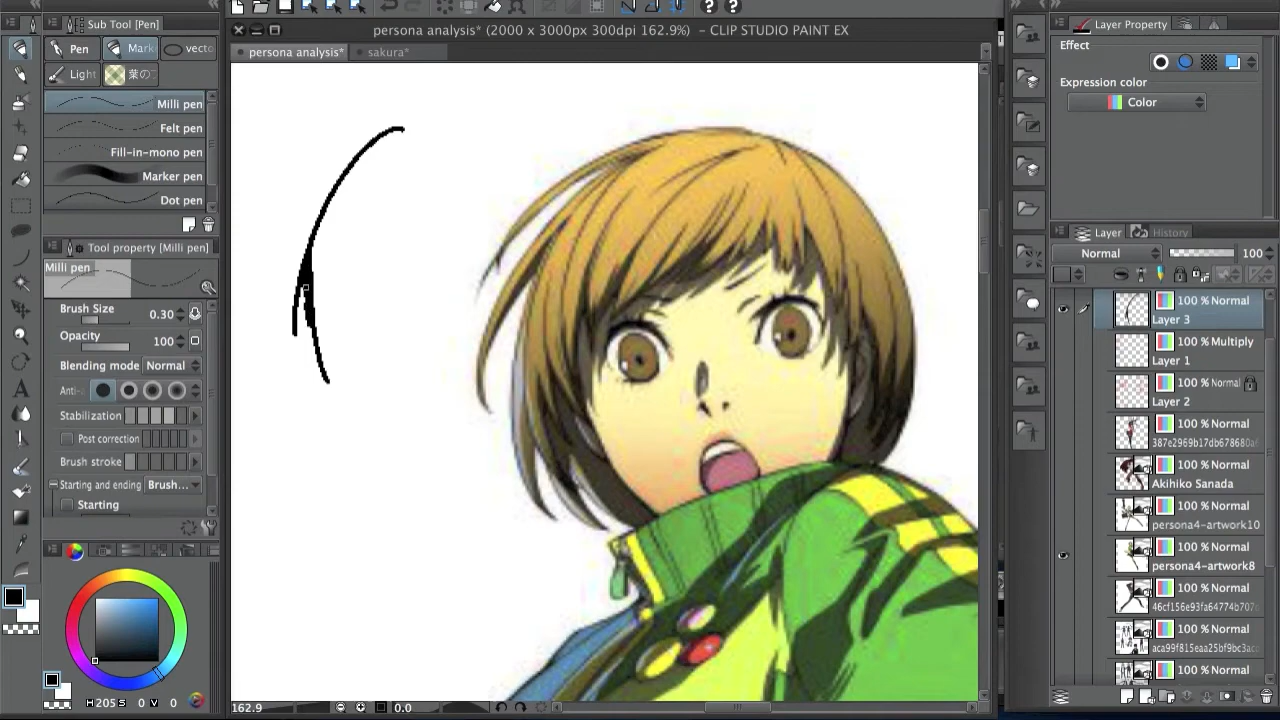 persona analysis* (2000 x 3000px 300dpi 162.9%) - CLIP STUDIO PAINT EX
persona analysis*
sakura*
Sub Tool [Pen]
Pen
Mark
vecto
Light
葉の
Milli pen
Felt pen
Fill-in-mono pen
Marker pen
Dot pen
Tool property [Milli pen]
Milli pen
Brush Size 0.30
Opacity 100
Blending mode Normal
Anti-
Stabilization
Post correction
Brush stroke
Starting and ending Brush...
Starting
H 205 S 0 V 0
162.9
0.0
Layer Property
Effect
Expression color
Color
Layer
History
Normal 100
100 % Normal
Layer 3
100 % Multiply
Layer 1
100 % Normal
Layer 2
100 % Normal
387e2969b17db678680a
100 % Normal
Akihiko Sanada
100 % Normal
persona4-artwork10
100 % Normal
persona4-artwork8
100 % Normal
46cf156e93fa64774b707
100 % Normal
aca99f815eaa25bf9bc3a
100 % Normal